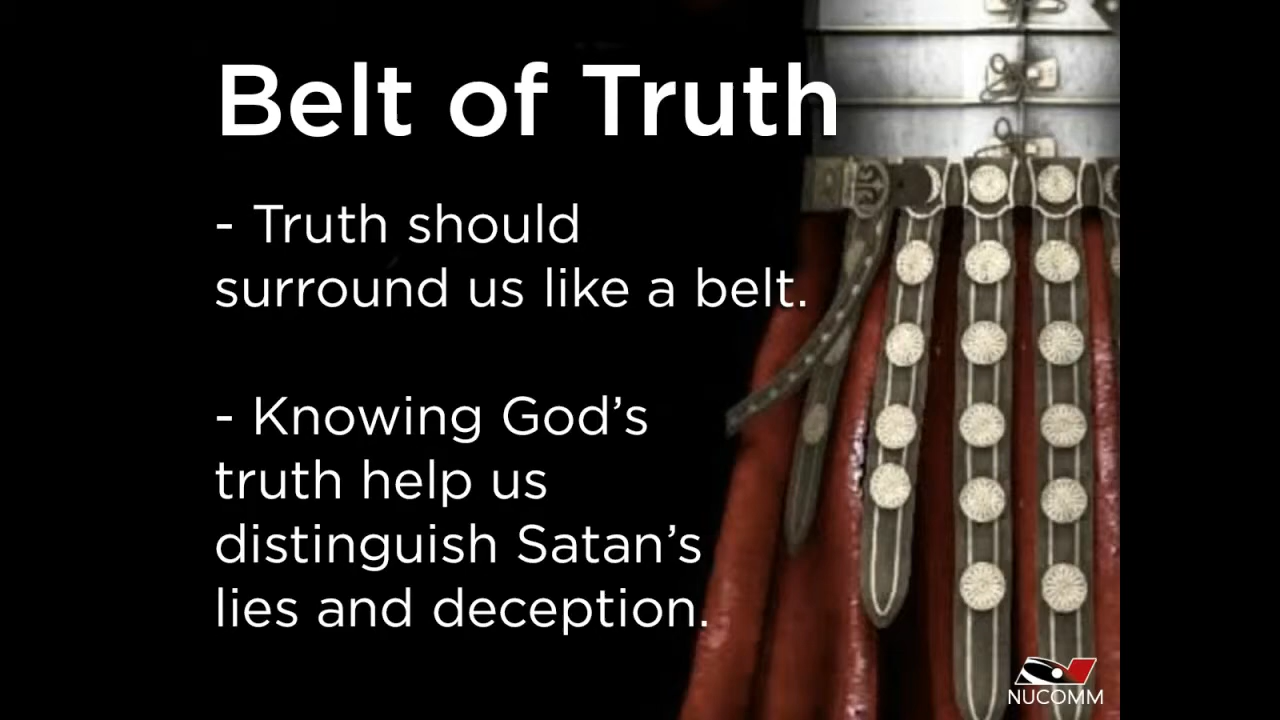 Belt of Truth
- Truth should
surround us like a belt.
- Knowing God’s
truth help us
distinguish Satan’s
lies and deception.
NUCOMM